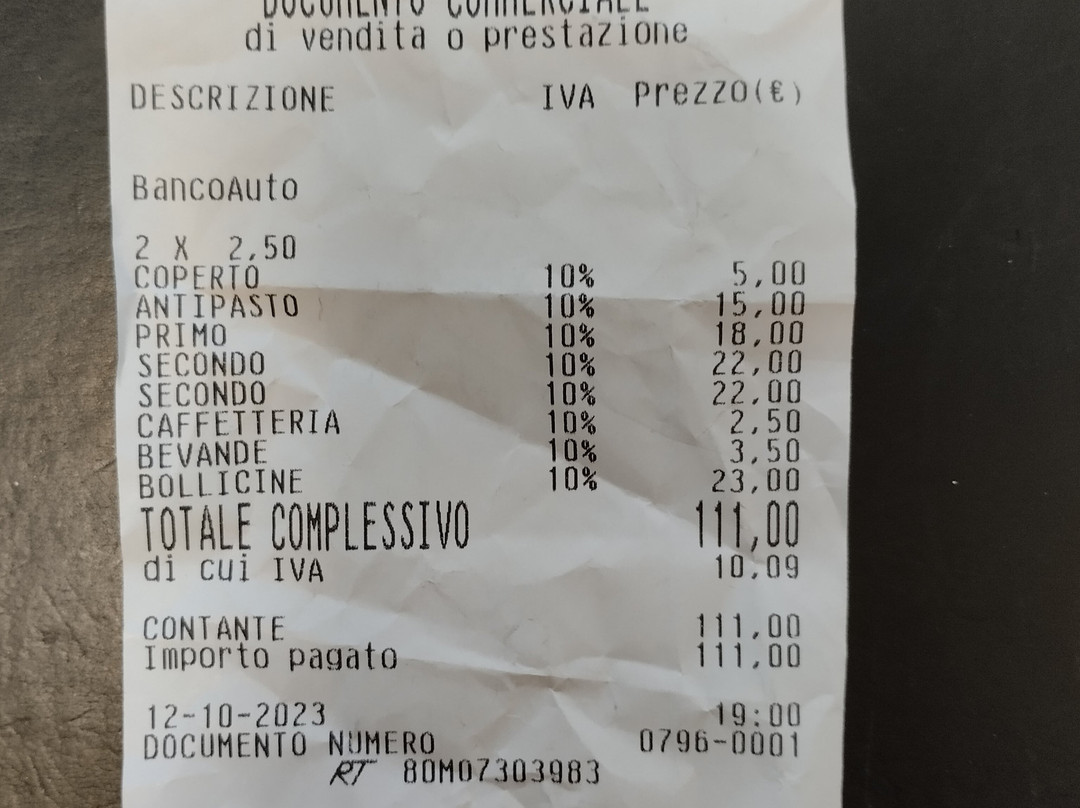 DOCUMENTO COMMERCIALE
di vendita o prestazione
DESCRIZIONE IVA Prezzo(€)
BancoAuto
2 X 2,50
COPERTO 10% 5,00
ANTIPASTO 10% 15,00
PRIMO 10% 18,00
SECONDO 10% 22,00
SECONDO 10% 22,00
CAFFETTERIA 10% 2,50
BEVANDE 10% 3,50
BOLLICINE 10% 23,00
TOTALE COMPLESSIVO 111,00
di cui IVA 10,09
CONTANTE 111,00
Importo pagato 111,00
12-10-2023 19:00
DOCUMENTO NUMERO 0796-0001
RT 80M07303983